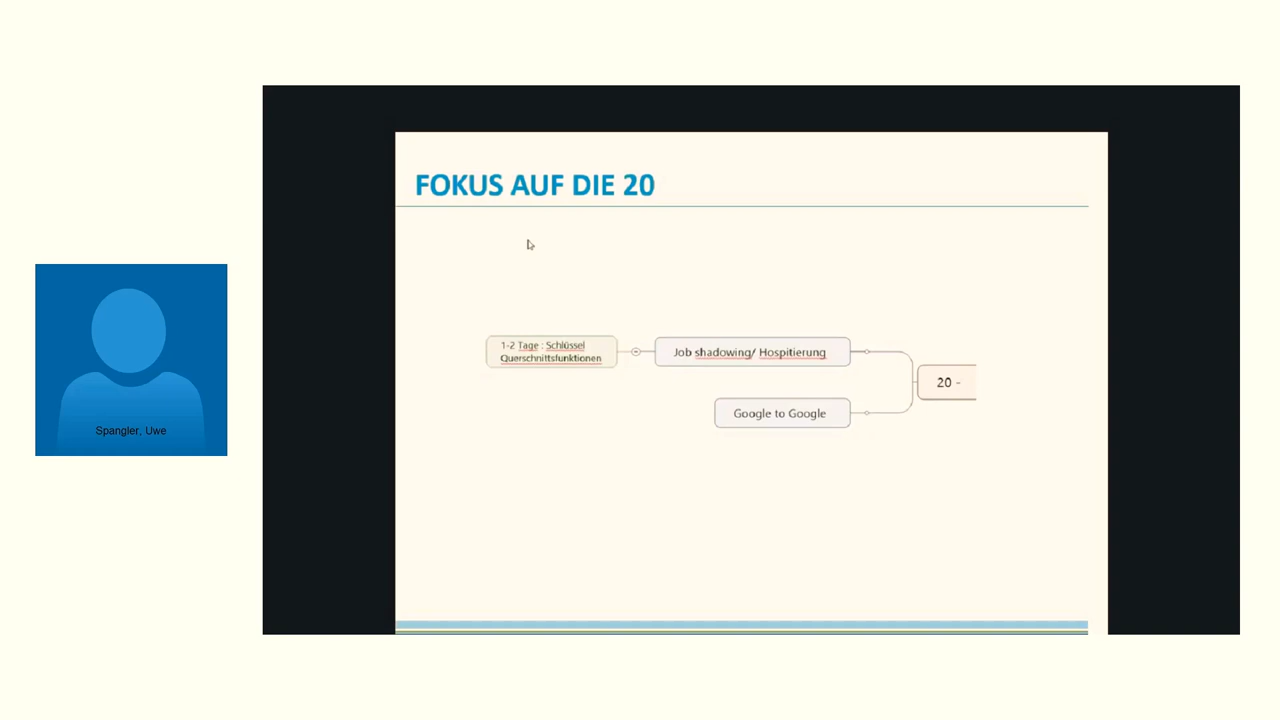 FOKUS AUF DIE 20
1-2 Tage : Schlüssel
Querschnittsfunktionen
Job shadowing/ Hospitierung
20 -
Google to Google
Spangler, Uwe